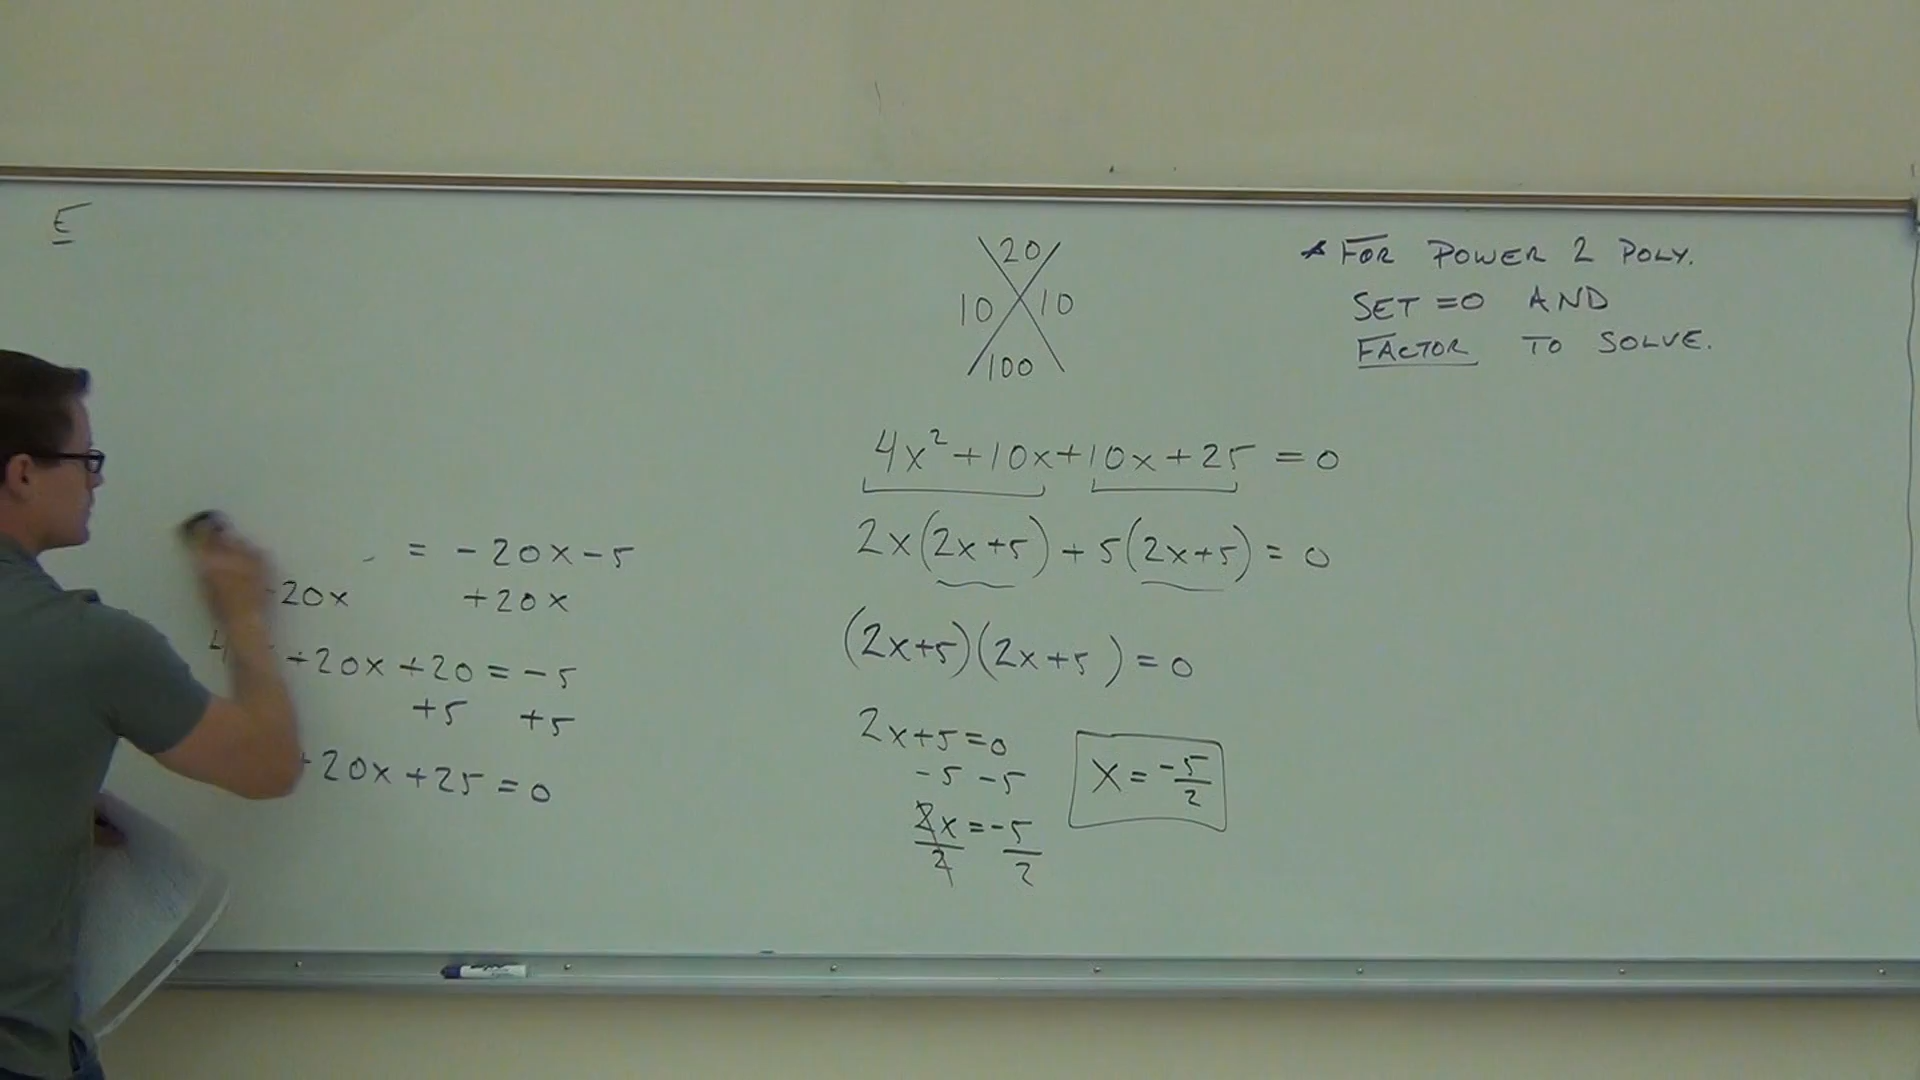 E
= -20x-5
-20x +20x
+20x+20=-5
+5 +5
+20x+25=0
20
10 10
100
4x²+10x+10x+25=0
2x(2x+5)+5(2x+5)=0
(2x+5)(2x+5)=0
2x+5=0
-5 -5
2x=-5
2 2
x=-5/2
* FOR POWER 2 POLY.
SET =0 AND
FACTOR TO SOLVE.